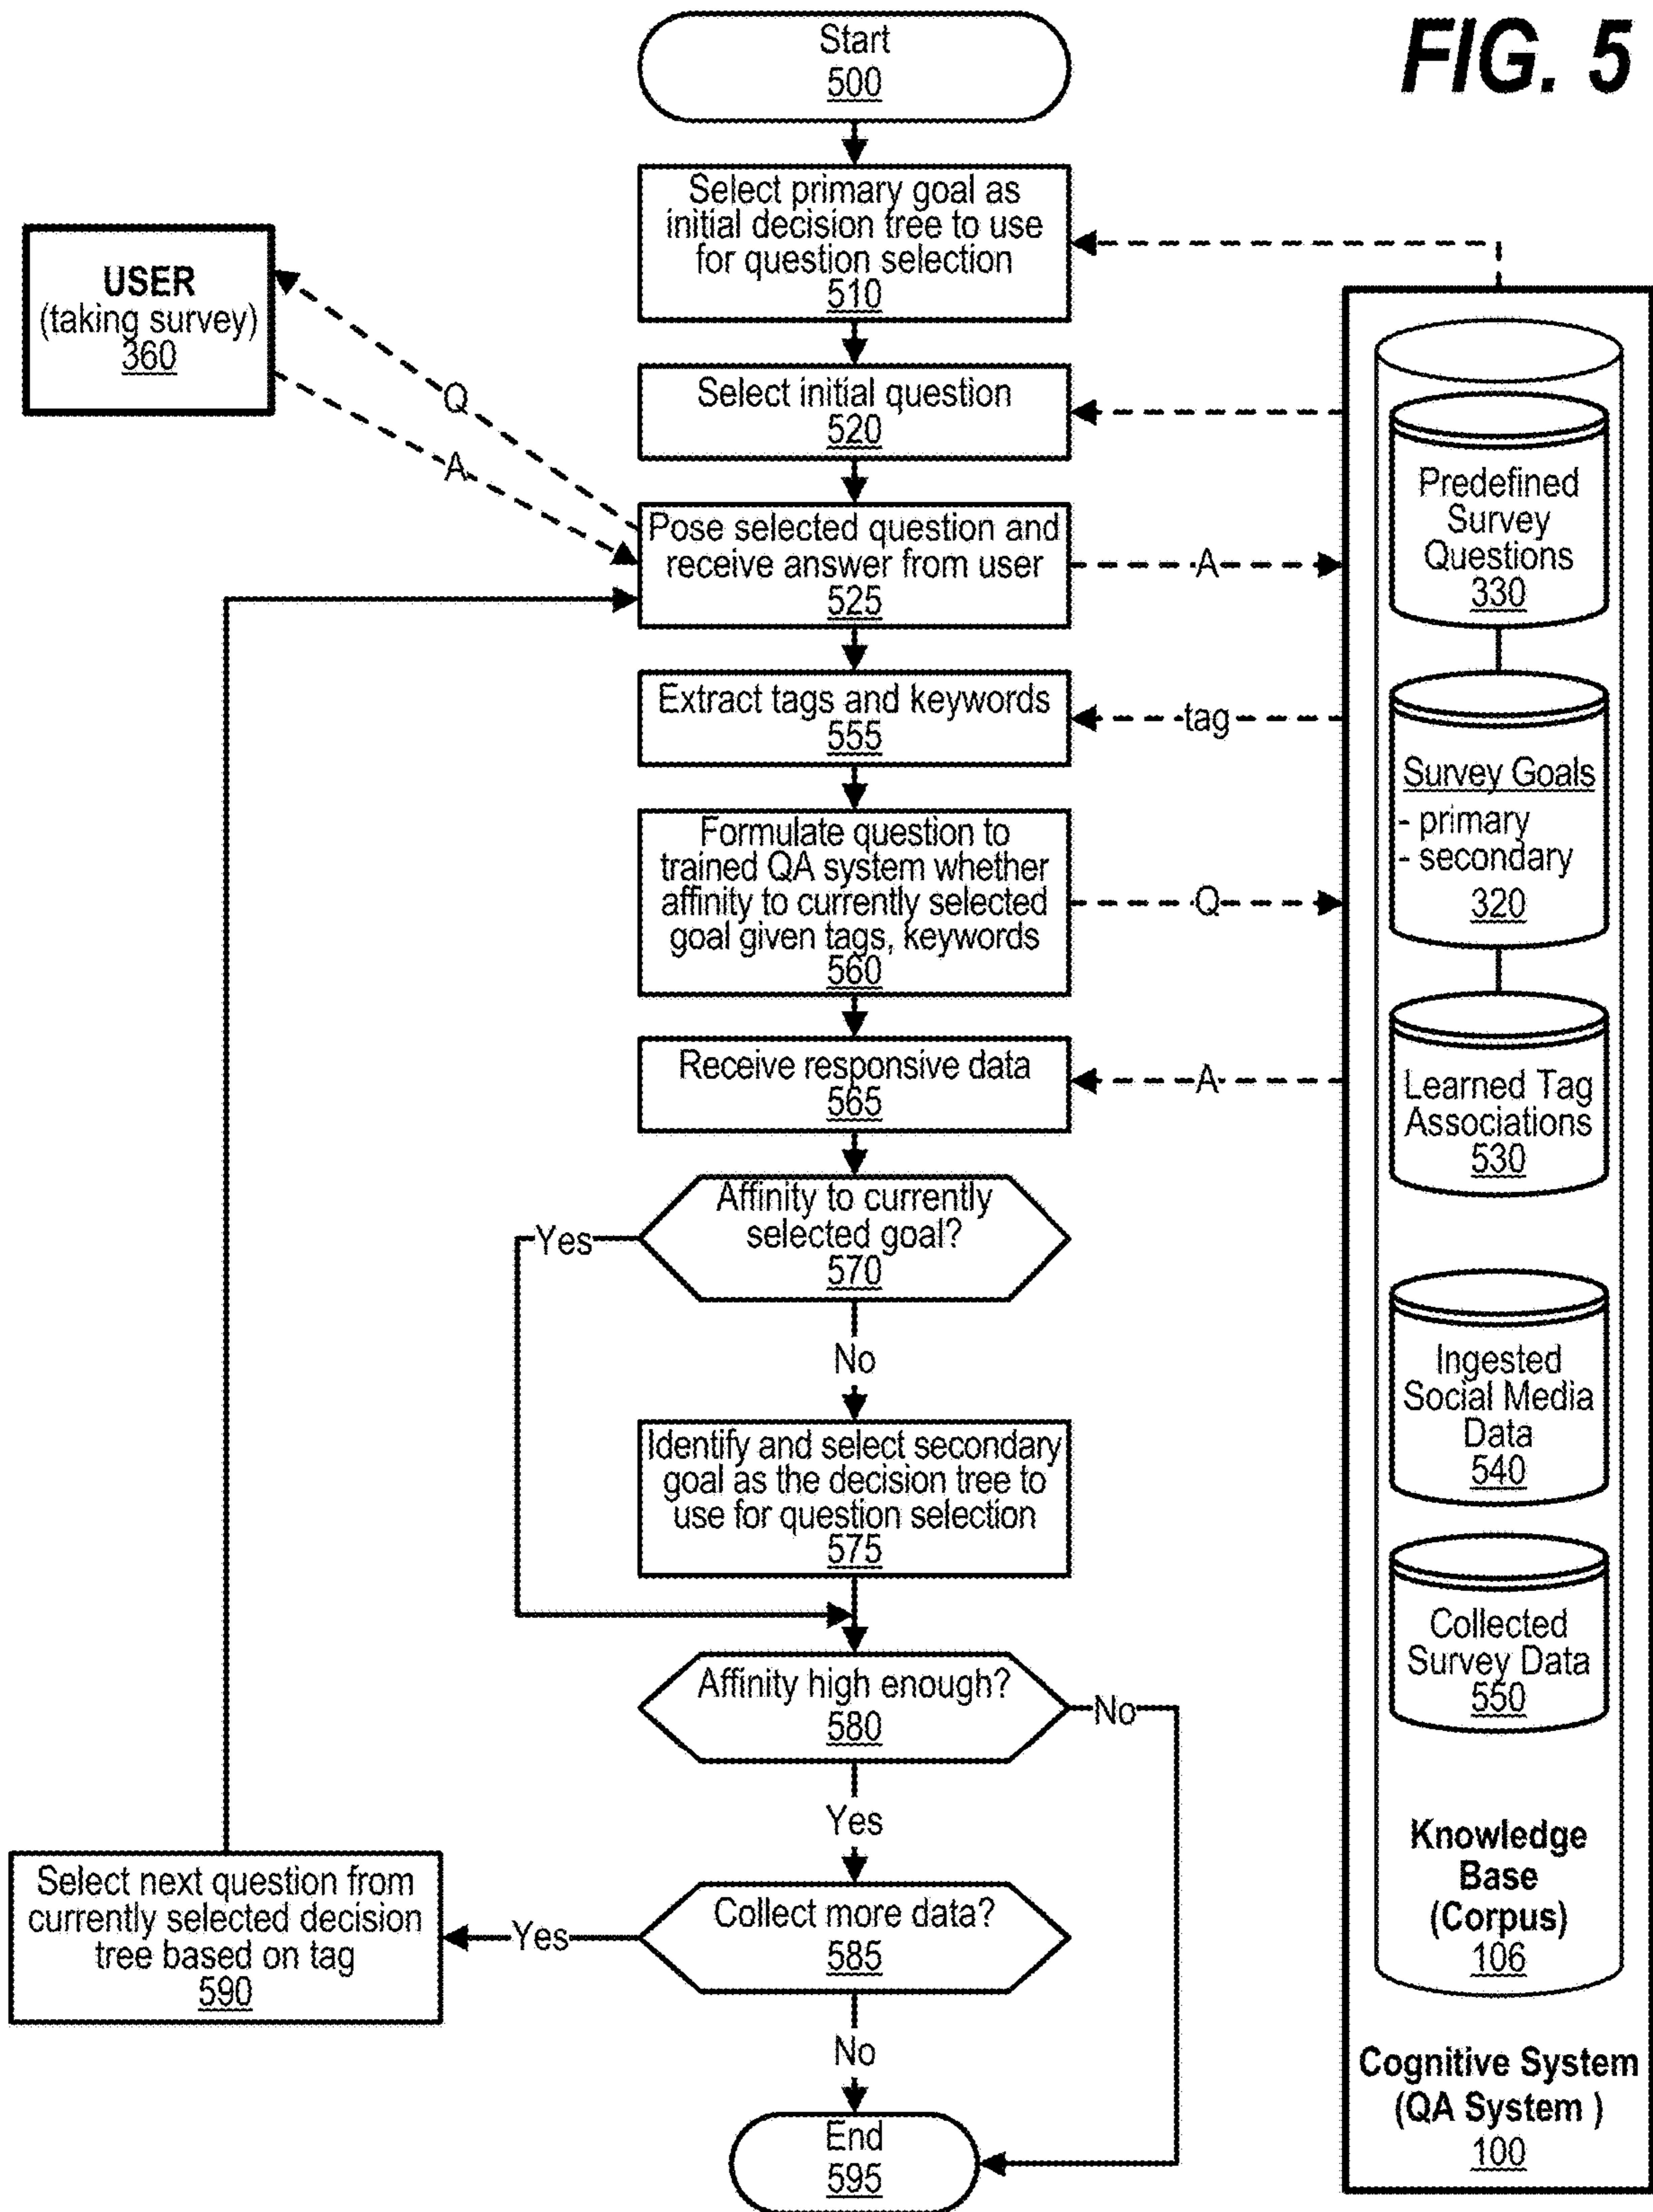 FIG. 5
Start
500
Select primary goal as
initial decision tree to use
for question selection
510
USER
(taking survey)
360
Select initial question
520
Q
A
Pose selected question and
receive answer from user
525
A
Extract tags and keywords
555
tag
Formulate question to
trained QA system whether
affinity to currently selected
goal given tags, keywords
560
Q
Receive responsive data
565
A
Affinity to currently
selected goal?
570
Yes
No
Identify and select secondary
goal as the decision tree to
use for question selection
575
Affinity high enough?
580
No
Yes
Collect more data?
585
Yes
Select next question from
currently selected decision
tree based on tag
590
No
End
595
Predefined
Survey
Questions
330
Survey Goals
- primary
- secondary
320
Learned Tag
Associations
530
Ingested
Social Media
Data
540
Collected
Survey Data
550
Knowledge
Base
(Corpus)
106
Cognitive System
(QA System )
100